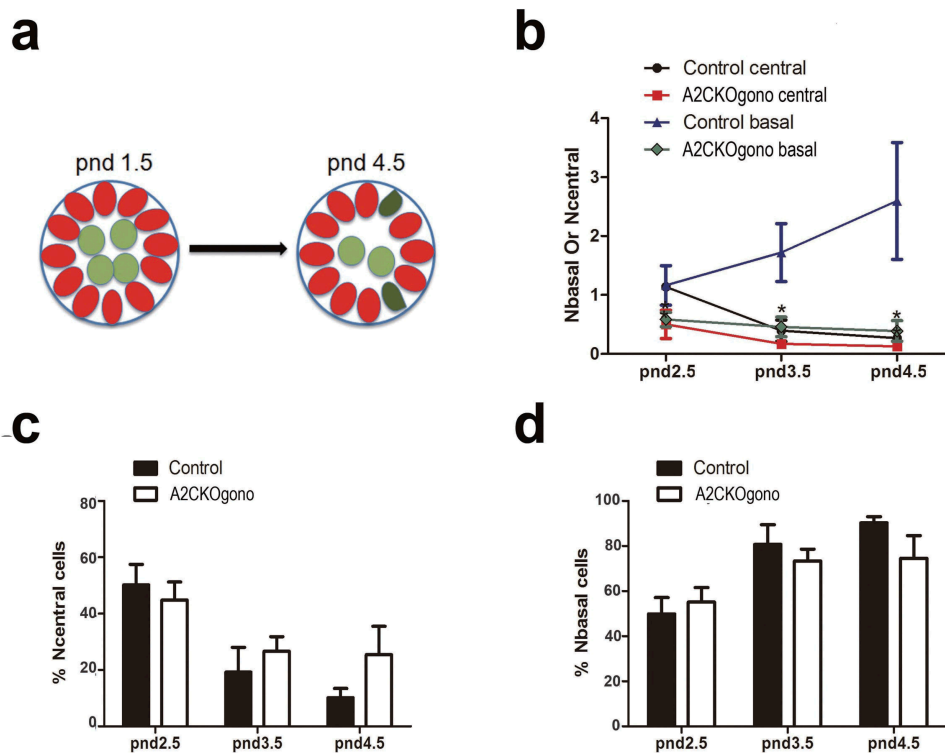 a
pnd 1.5
pnd 4.5
b
Control central
A2CKOgono central
Control basal
A2CKOgono basal
Nbasal Or Ncentral
4
3
2
1
0
*
*
*
pnd2.5
pnd3.5
pnd4.5
c
Control
A2CKOgono
% Ncentral cells
80
60
40
20
0
pnd2.5
pnd3.5
pnd4.5
d
Control
A2CKOgono
% Nbasal cells
100
80
60
40
20
0
pnd2.5
pnd3.5
pnd4.5